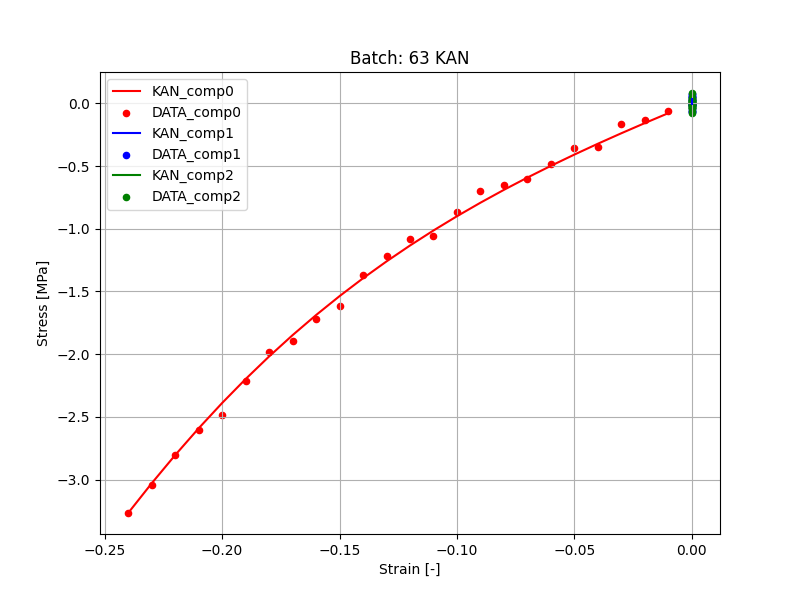 Batch: 63 KAN
KAN_comp0
DATA_comp0
KAN_comp1
DATA_comp1
KAN_comp2
DATA_comp2
0.0
−0.5
−1.0
−1.5
−2.0
−2.5
−3.0
Stress [MPa]
−0.25
−0.20
−0.15
−0.10
−0.05
0.00
Strain [-]